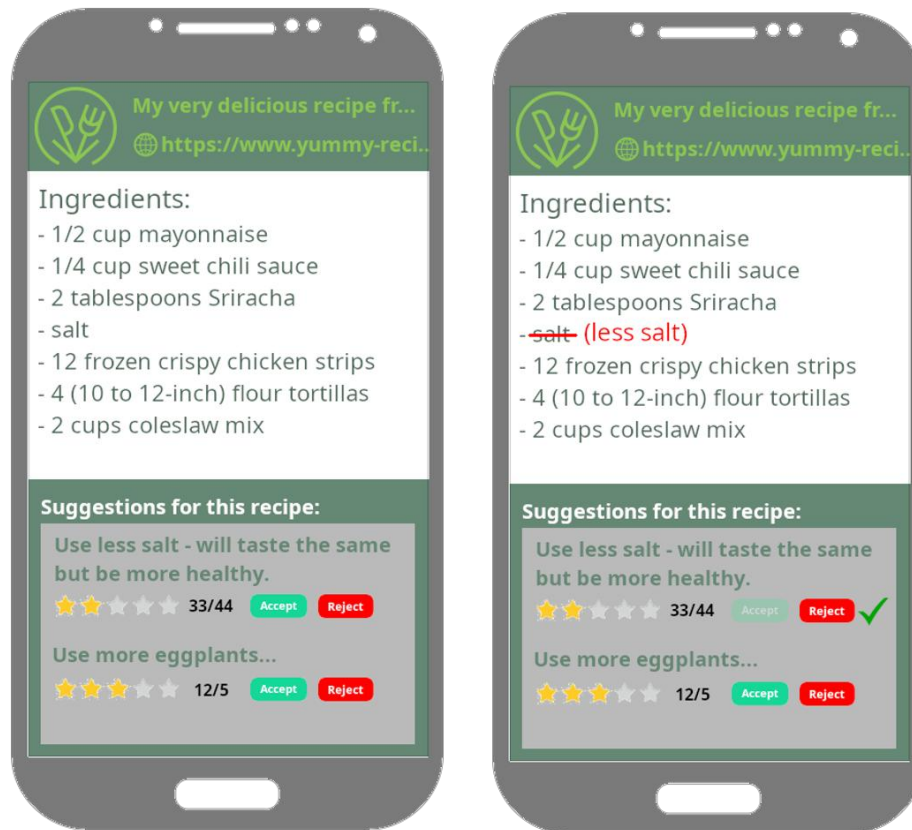 My very delicious recipe fr...
https://www.yummy-reci..
Ingredients:
- 1/2 cup mayonnaise
- 1/4 cup sweet chili sauce
- 2 tablespoons Sriracha
- salt
- 12 frozen crispy chicken strips
- 4 (10 to 12-inch) flour tortillas
- 2 cups coleslaw mix
Suggestions for this recipe:
Use less salt - will taste the same
but be more healthy.
33/44 Accept Reject
Use more eggplants...
12/5 Accept Reject
My very delicious recipe fr...
https://www.yummy-reci..
Ingredients:
- 1/2 cup mayonnaise
- 1/4 cup sweet chili sauce
- 2 tablespoons Sriracha
- salt (less salt)
- 12 frozen crispy chicken strips
- 4 (10 to 12-inch) flour tortillas
- 2 cups coleslaw mix
Suggestions for this recipe:
Use less salt - will taste the same
but be more healthy.
33/44 Accept Reject
Use more eggplants...
12/5 Accept Reject